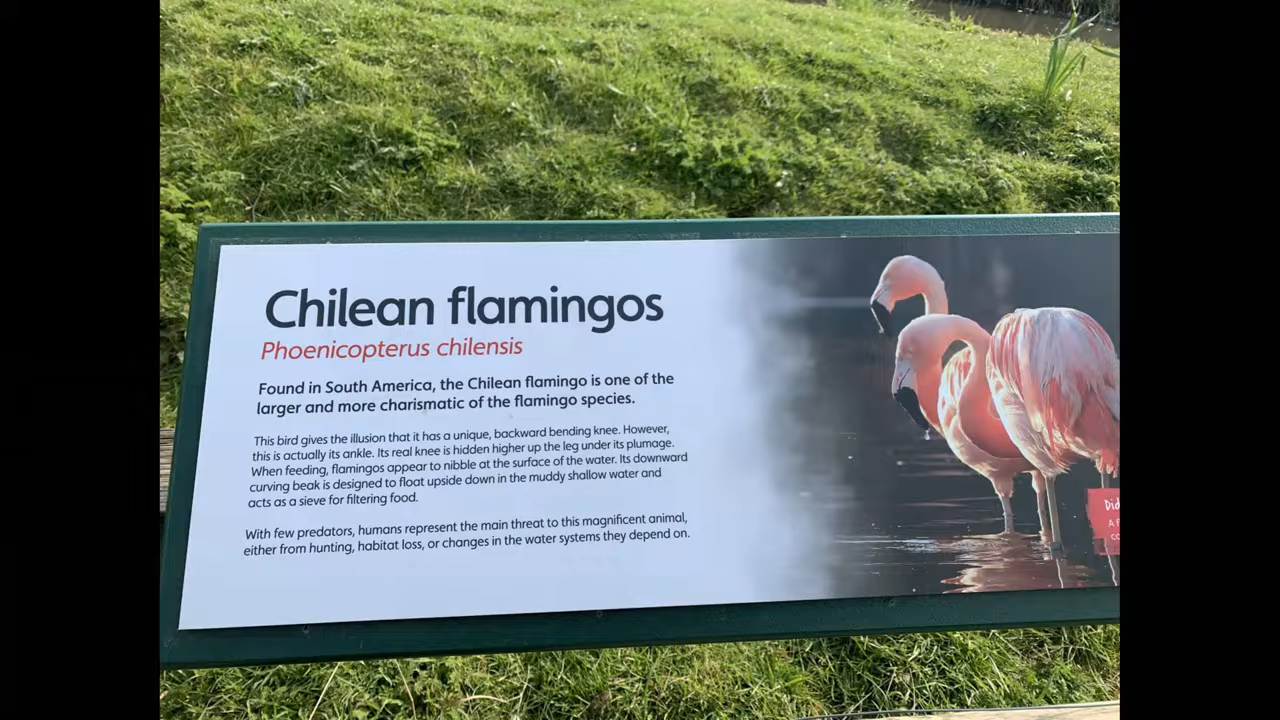 Chilean flamingos
Phoenicopterus chilensis
Found in South America, the Chilean flamingo is one of the
larger and more charismatic of the flamingo species.
This bird gives the illusion that it has a unique, backward bending knee. However,
this is actually its ankle. Its real knee is hidden higher up the leg under its plumage.
When feeding, flamingos appear to nibble at the surface of the water. Its downward
curving beak is designed to float upside down in the muddy shallow water and
acts as a sieve for filtering food.
With few predators, humans represent the main threat to this magnificent animal,
either from hunting, habitat loss, or changes in the water systems they depend on.
Did
A